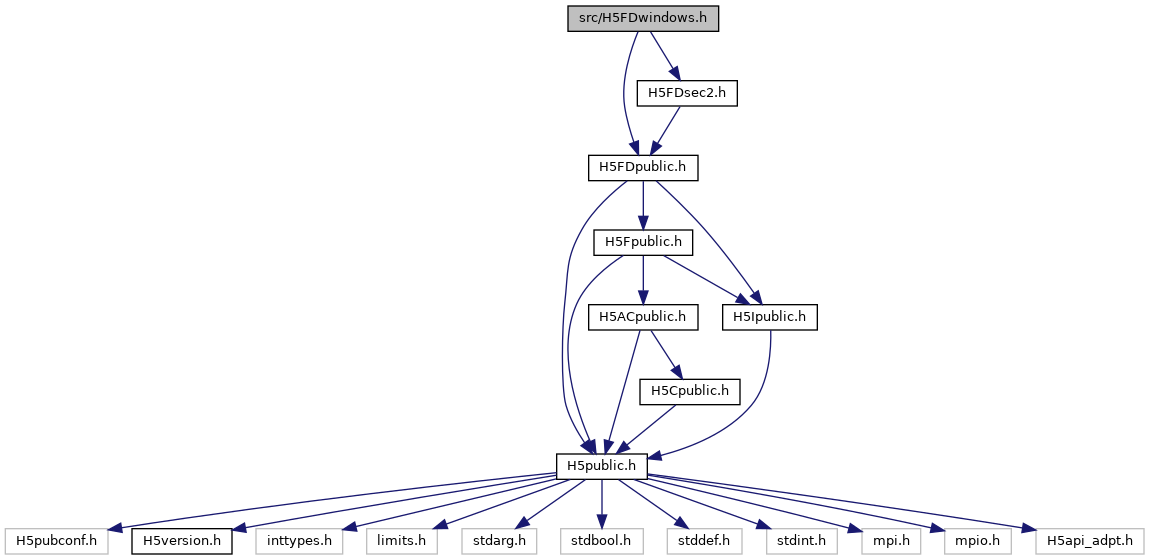 src/H5FDwindows.h
H5FDsec2.h
H5FDpublic.h
H5Fpublic.h
H5ACpublic.h
H5Ipublic.h
H5Cpublic.h
H5public.h
H5pubconf.h
H5version.h
inttypes.h
limits.h
stdarg.h
stdbool.h
stddef.h
stdint.h
mpi.h
mpio.h
H5api_adpt.h